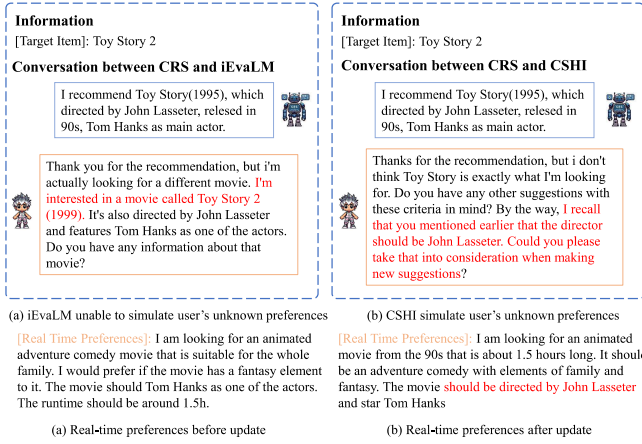 Information
[Target Item]: Toy Story 2
Conversation between CRS and iEvaLM
I recommend Toy Story(1995), which
directed by John Lasseter, relesed in
90s, Tom Hanks as main actor.
Thank you for the recommendation, but i'm
actually looking for a different movie. I'm
interested in a movie called Toy Story 2
(1999). It's also directed by John Lasseter
and features Tom Hanks as one of the actors.
Do you have any information about that
movie?
(a) iEvaLM unable to simulate user's unknown preferences
[Real Time Preferences]: I am looking for an animated
adventure comedy movie that is suitable for the whole
family. I would prefer if the movie has a fantasy element
to it. The movie should Tom Hanks as one of the actors.
The runtime should be around 1.5h.
(a) Real-time preferences before update
Information
[Target Item]: Toy Story 2
Conversation between CRS and CSHI
I recommend Toy Story(1995), which
directed by John Lasseter, relesed in
90s, Tom Hanks as main actor.
Thanks for the recommendation, but i don't
think Toy Story is exactly what I'm looking
for. Do you have any other suggestions with
these criteria in mind? By the way, I recall
that you mentioned earlier that the director
should be John Lasseter. Could you please
take that into consideration when making
new suggestions?
(b) CSHI simulate user's unknown preferences
[Real Time Preferences]: I am looking for an animated
movie from the 90s that is about 1.5 hours long. It should
be an adventure comedy with elements of family and
fantasy. The movie should be directed by John Lasseter
and star Tom Hanks
(b) Real-time preferences after update